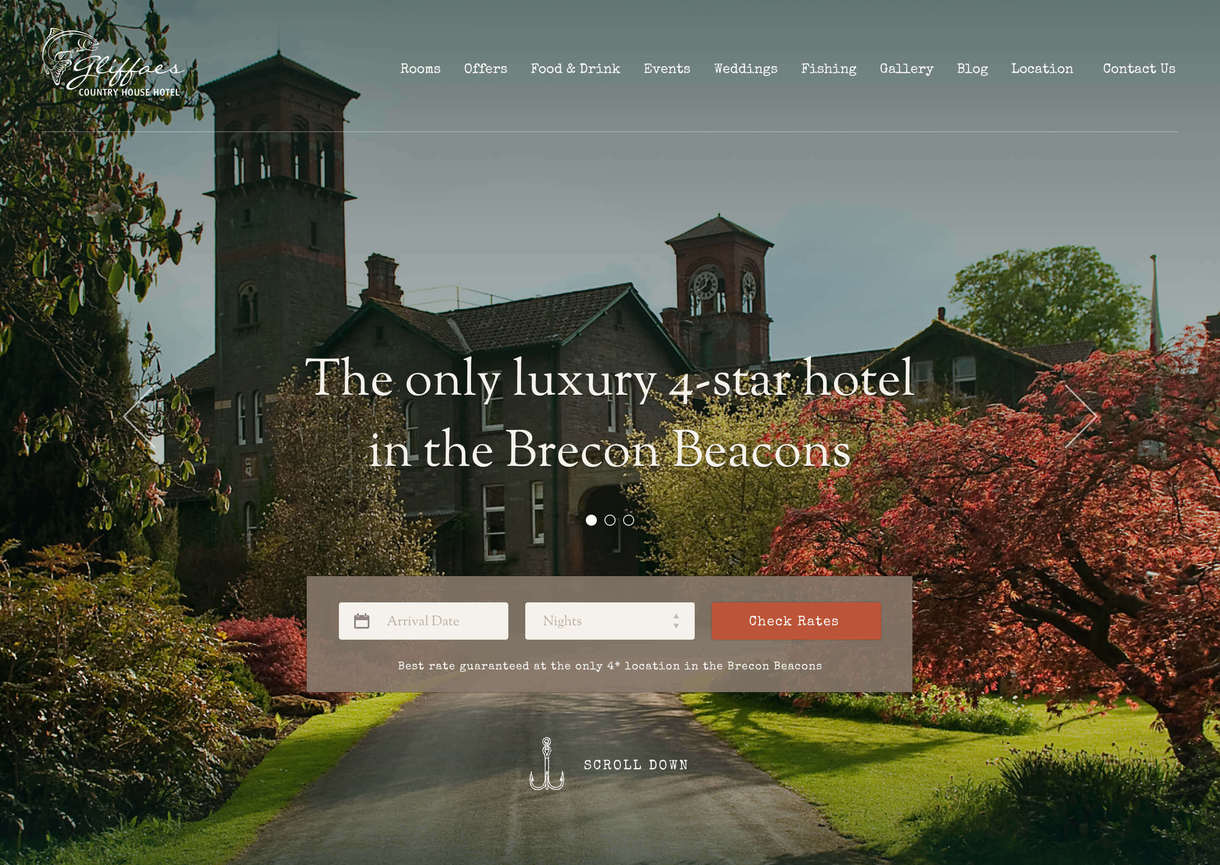 Gliffaes
COUNTRY HOUSE HOTEL
Rooms Offers Food & Drink Events Weddings Fishing Gallery Blog Location Contact Us
The only luxury 4-star hotel
in the Brecon Beacons
Arrival Date Nights Check Rates
Best rate guaranteed at the only 4* location in the Brecon Beacons
SCROLL DOWN